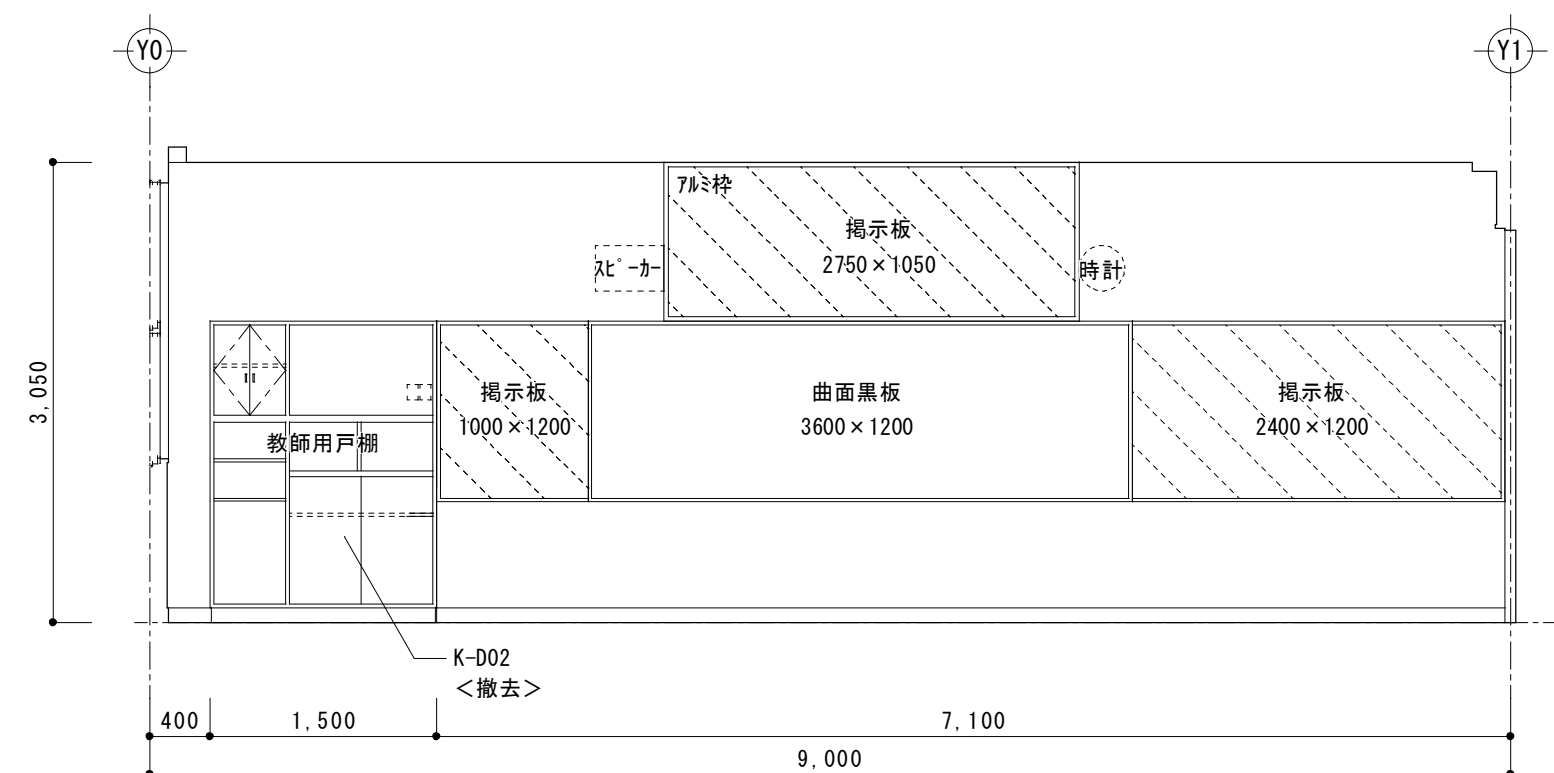 Y0
Y1
ｱﾙﾐ枠
掲示板
2750×1050
ｽﾋﾟｰｶｰ
時計
3,050
掲示板
1000×1200
曲面黒板
3600×1200
掲示板
2400×1200
教師用戸棚
K-D02
＜撤去＞
400
1,500
7,100
9,000